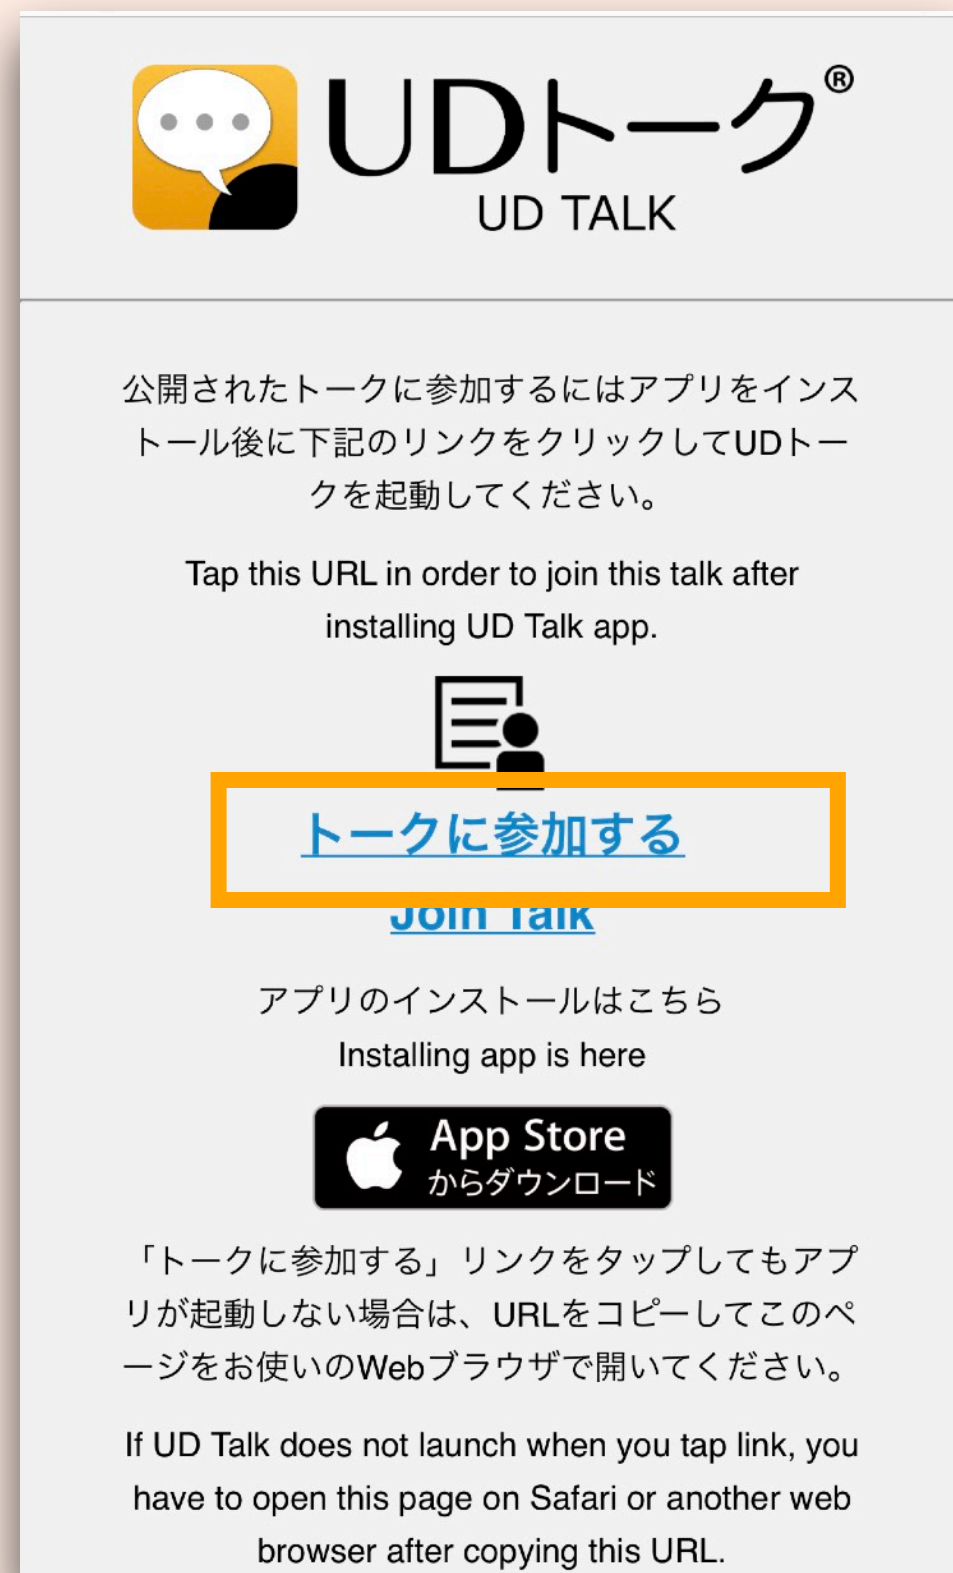 UDトーク®
UD TALK
公開されたトークに参加するにはアプリをインス
トール後に下記のリンクをクリックしてUDトー
クを起動してください。
Tap this URL in order to join this talk after
installing UD Talk app.
トークに参加する
Join Talk
アプリのインストールはこちら
Installing app is here
App Store
からダウンロード
「トークに参加する」リンクをタップしてもアプ
リが起動しない場合は、URLをコピーしてこのペ
ージをお使いのWebブラウザで開いてください。
If UD Talk does not launch when you tap link, you
have to open this page on Safari or another web
browser after copying this URL.